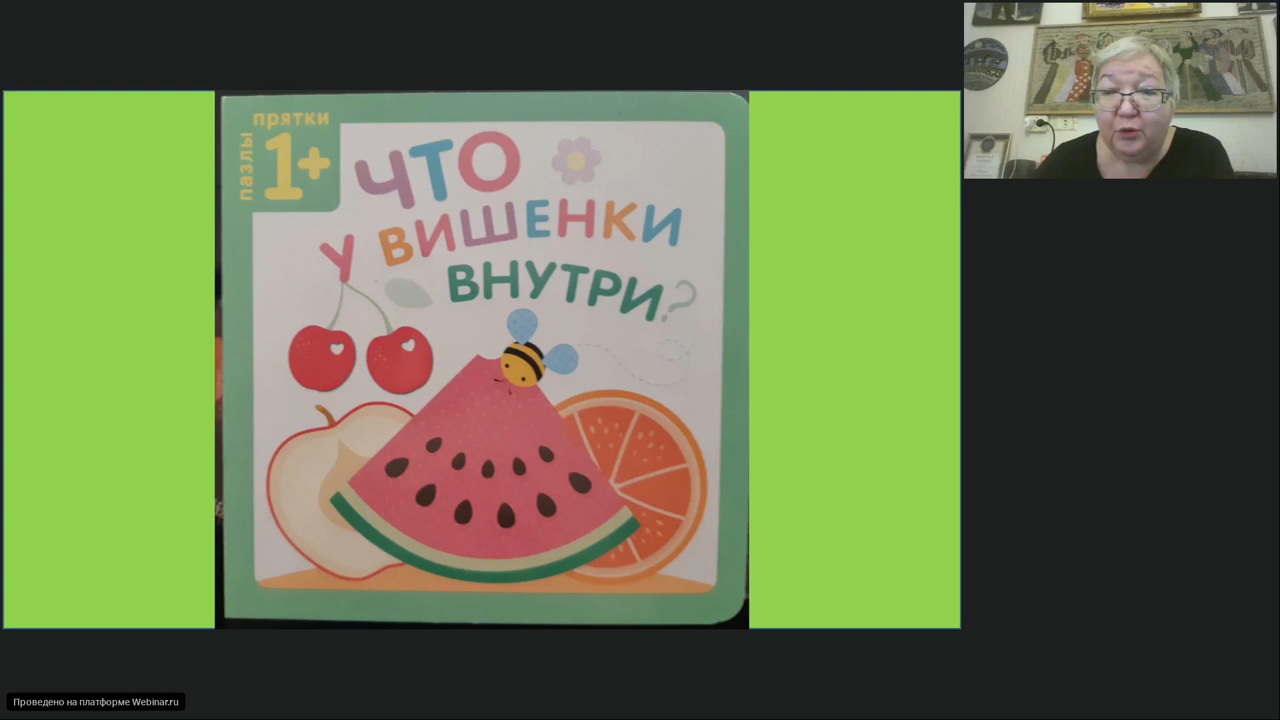 прятки
пазлы
1+
ЧТО
У ВИШЕНКИ
ВНУТРИ?
Проведено на платформе Webinar.ru